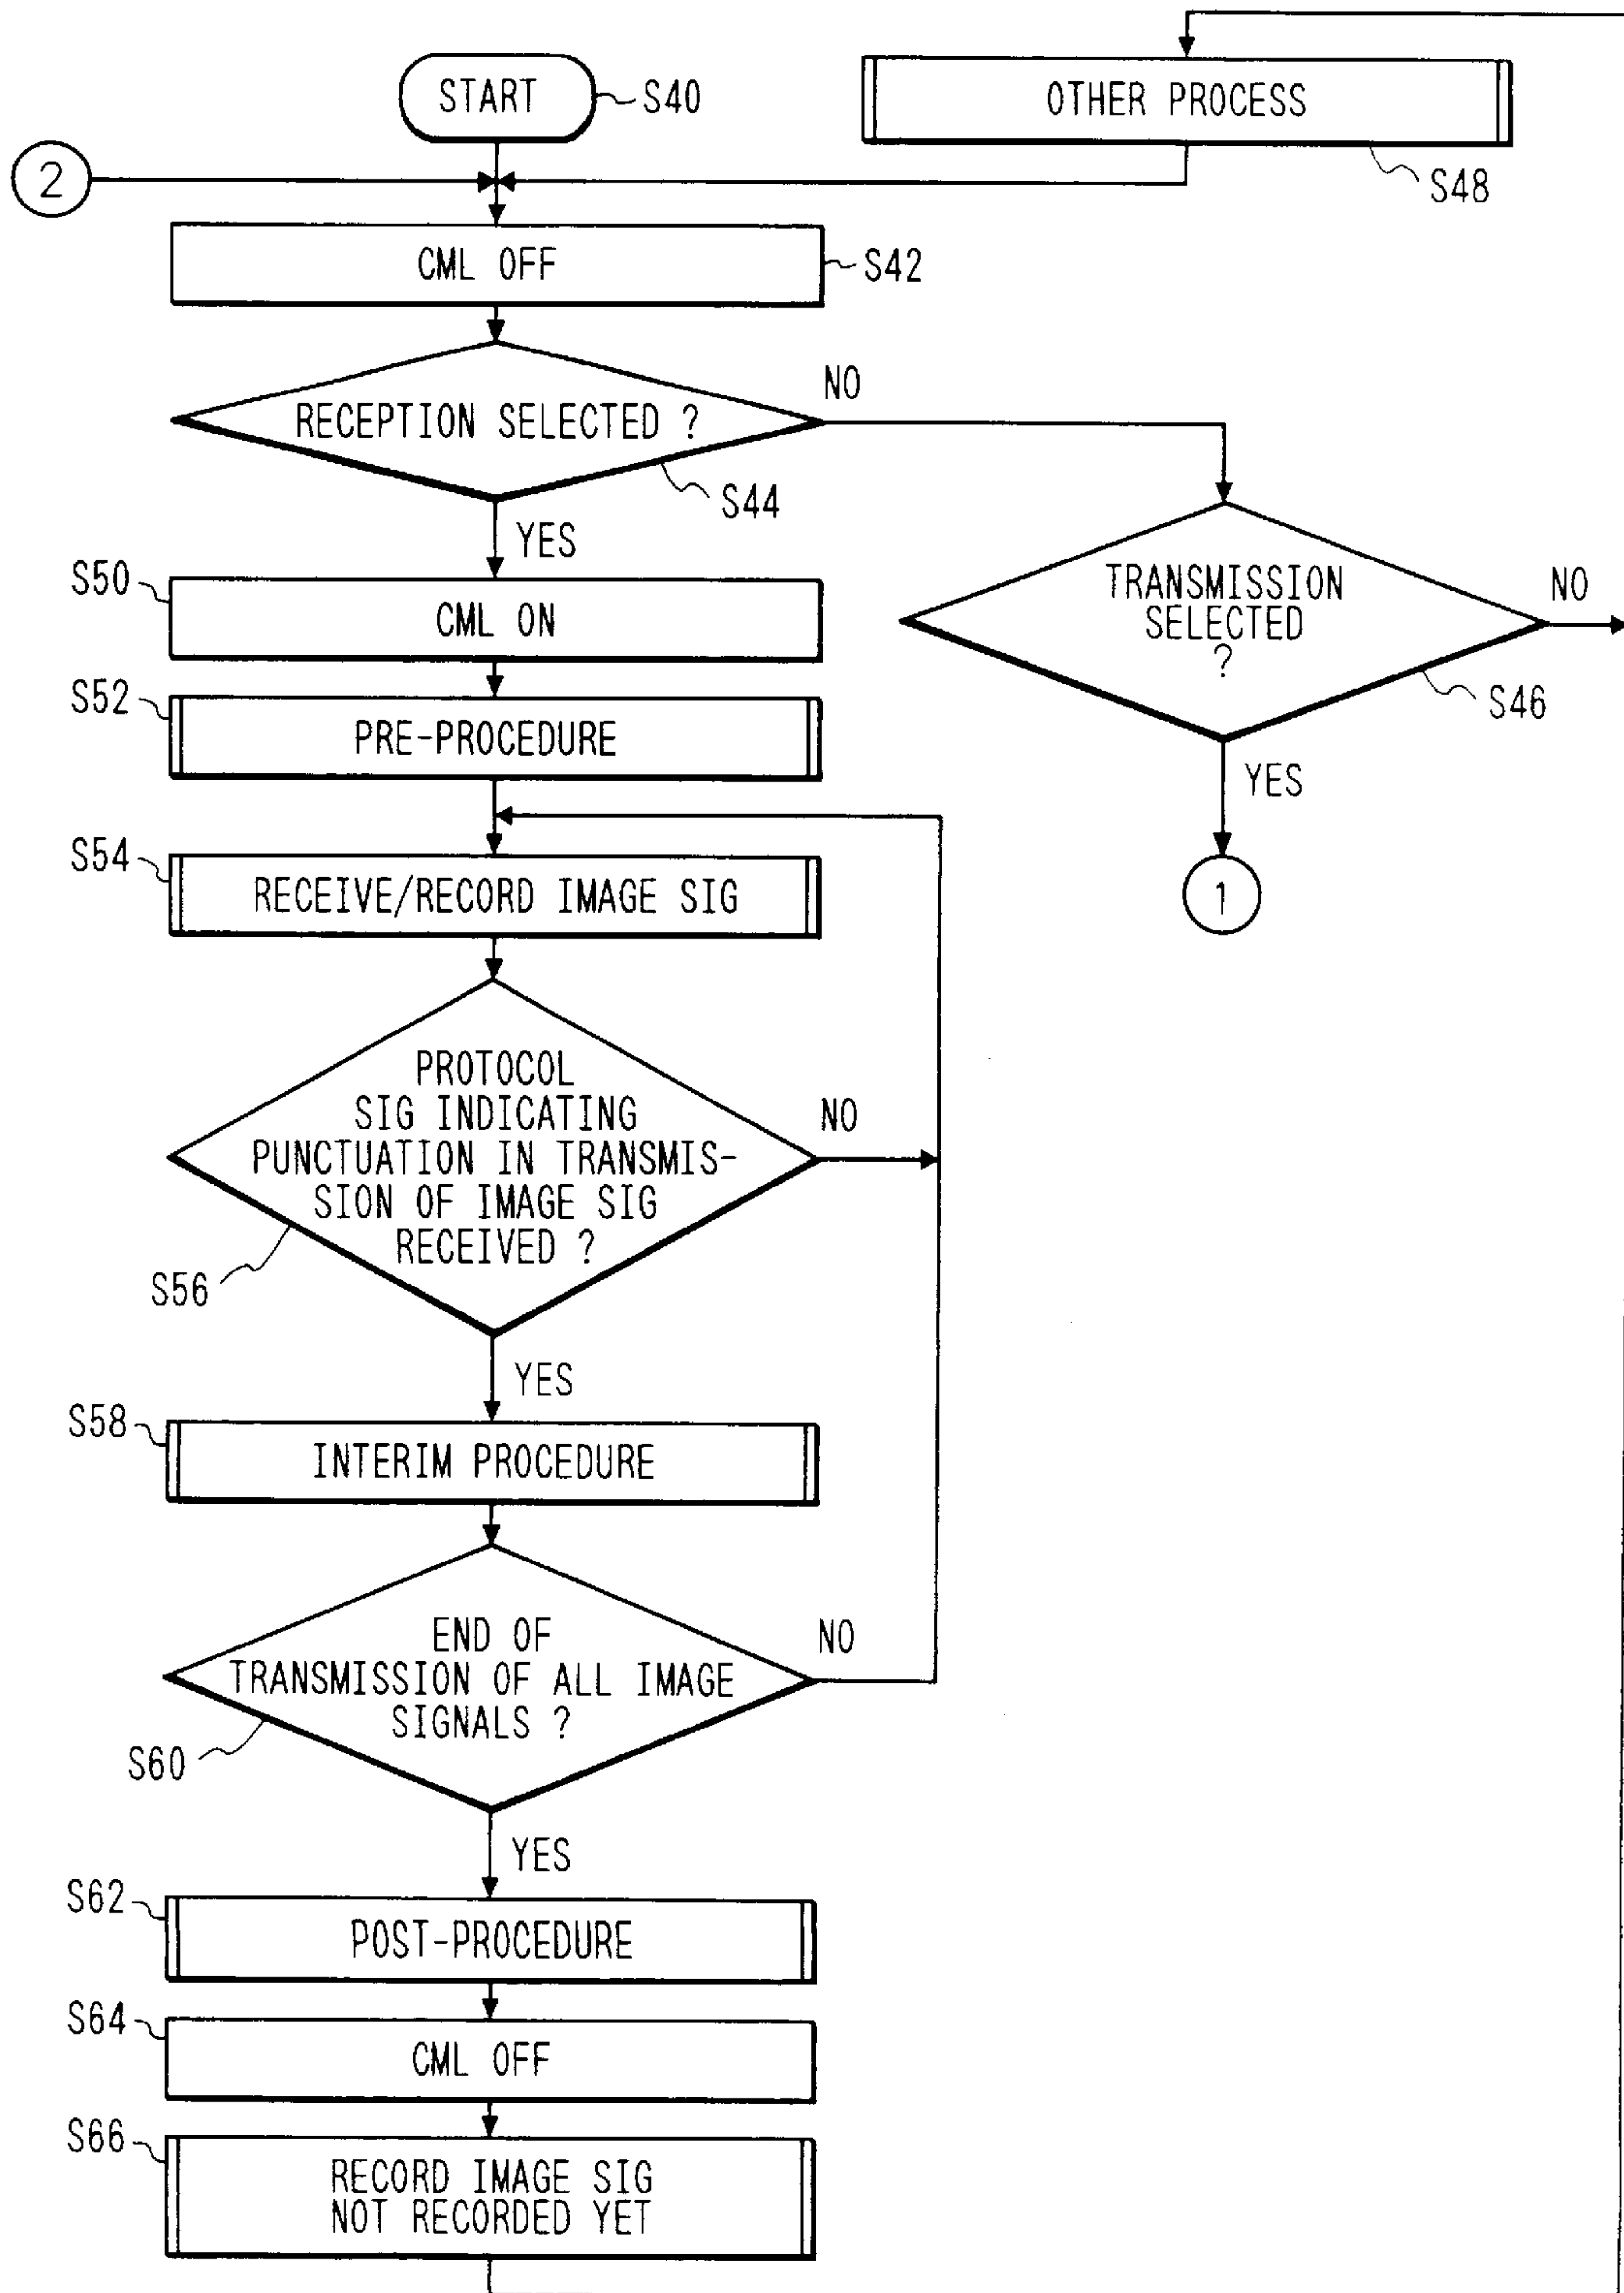 START
S40
OTHER PROCESS
S48
2
CML OFF
S42
RECEPTION SELECTED ?
NO
S44
YES
TRANSMISSION
SELECTED
?
NO
S46
YES
1
S50
CML ON
S52
PRE-PROCEDURE
S54
RECEIVE/RECORD IMAGE SIG
PROTOCOL
SIG INDICATING
PUNCTUATION IN TRANSMIS-
SION OF IMAGE SIG
RECEIVED ?
NO
S56
YES
S58
INTERIM PROCEDURE
END OF
TRANSMISSION OF ALL IMAGE
SIGNALS ?
NO
S60
YES
S62
POST-PROCEDURE
S64
CML OFF
S66
RECORD IMAGE SIG
NOT RECORDED YET